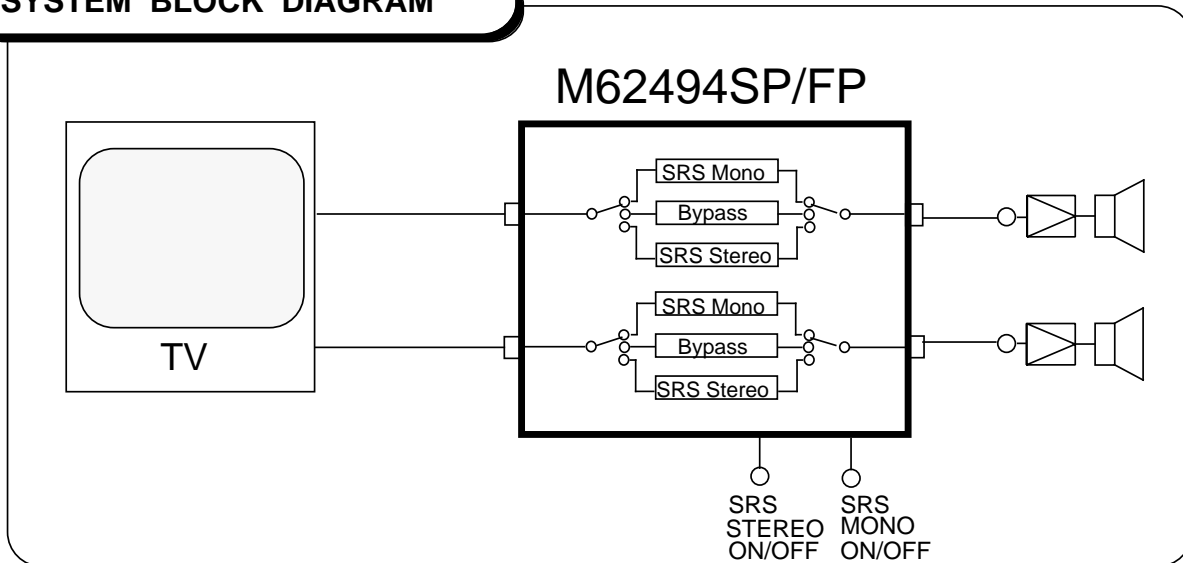 SYSTEM BLOCK DIAGRAM
M62494SP/FP
TV
SRS Mono
Bypass
SRS Stereo
SRS Mono
Bypass
SRS Stereo
SRS
STEREO
ON/OFF
SRS
MONO
ON/OFF